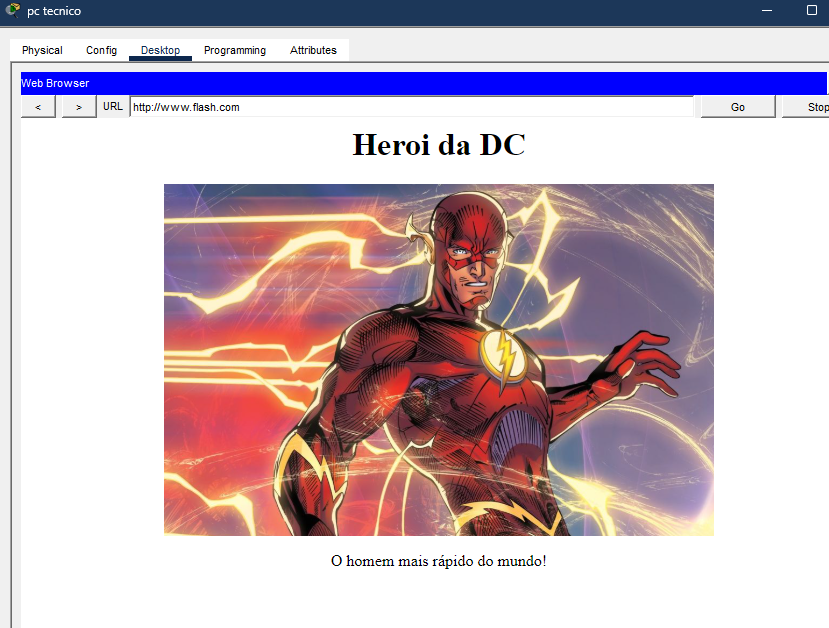 pc tecnico
Physical Config Desktop Programming Attributes
Web Browser
< > URL http://www.flash.com Go Stop
Heroi da DC
O homem mais rápido do mundo!